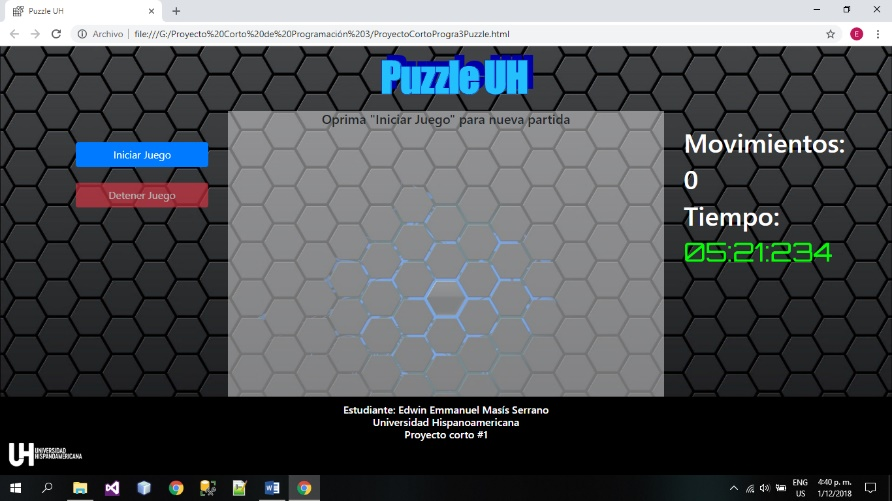 Puzzle UH
Archivo
file:///G:/Proyecto%20Corto%20de%20Programación%203/ProyectoCortoProgra3Puzzle.html
E
Puzzle UH
Oprima "Iniciar Juego" para nueva partida
Iniciar Juego
Detener Juego
Movimientos:
0
Tiempo:
05:21:234
Estudiante: Edwin Emmanuel Masís Serrano
Universidad Hispanoamericana
Proyecto corto #1
UH UNIVERSIDAD
HISPANOAMERICANA
ENG
US
4:40 p. m.
1/12/2018